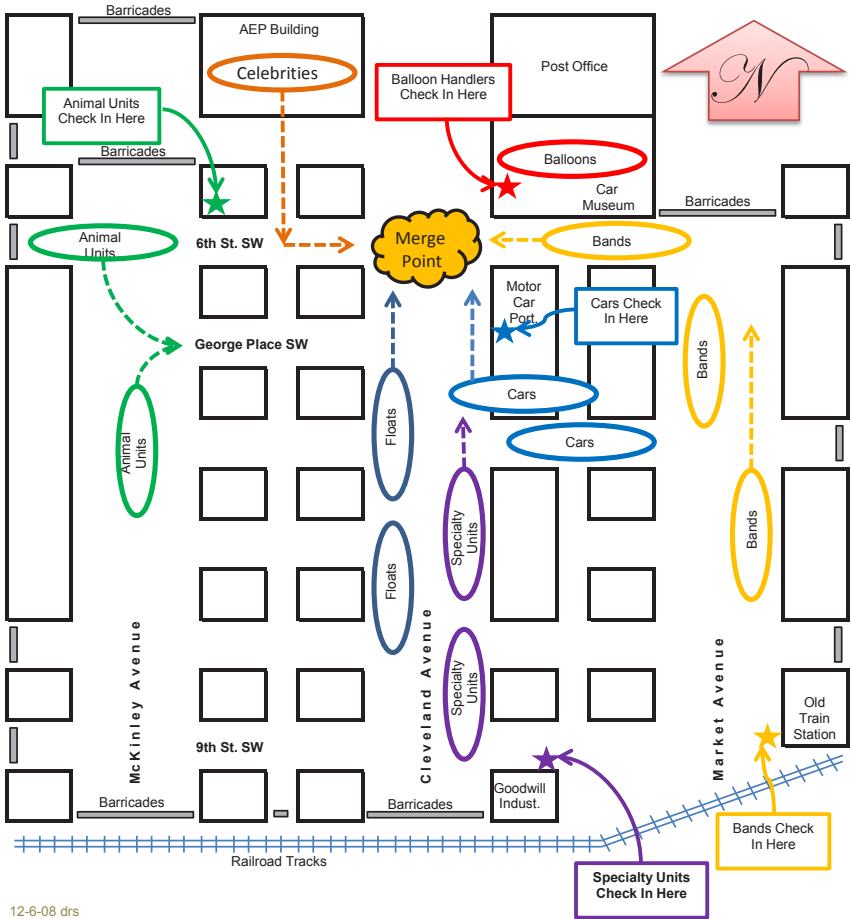 Barricades
AEP Building
Celebrities
Balloon Handlers
Check In Here
Post Office
N
Animal Units
Check In Here
Barricades
Balloons
Car
Museum
Barricades
Animal
Units
6th St. SW
Merge
Point
Bands
Motor
Car
Port.
Cars Check
In Here
George Place SW
Bands
Cars
Floats
Animal
Units
Cars
Specialty
Units
Bands
Floats
McKinley Avenue
Cleveland Avenue
Specialty
Units
Market Avenue
Old
Train
Station
9th St. SW
Goodwill
Indust.
Barricades
Barricades
Bands Check
In Here
Railroad Tracks
Specialty Units
Check In Here
12-6-08 drs